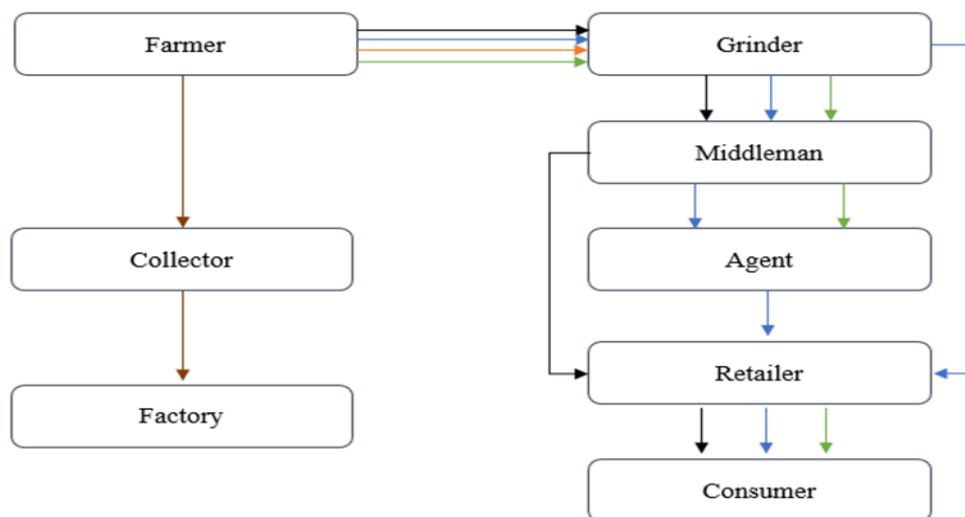 Farmer
Grinder
Middleman
Collector
Agent
Retailer
Factory
Consumer